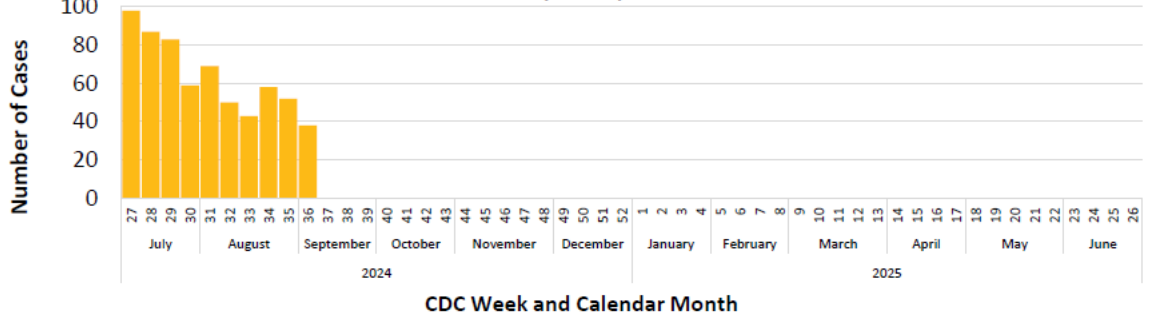 100
80
60
40
20
0
Number of Cases
27 28 29 30 31 32 33 34 35 36 37 38 39 40 41 42 43 44 45 46 47 48 49 50 51 52 1 2 3 4 5 6 7 8 9 10 11 12 13 14 15 16 17 18 19 20 21 22 23 24 25 26
July August September October November December January February March April May June
2024 2025
CDC Week and Calendar Month